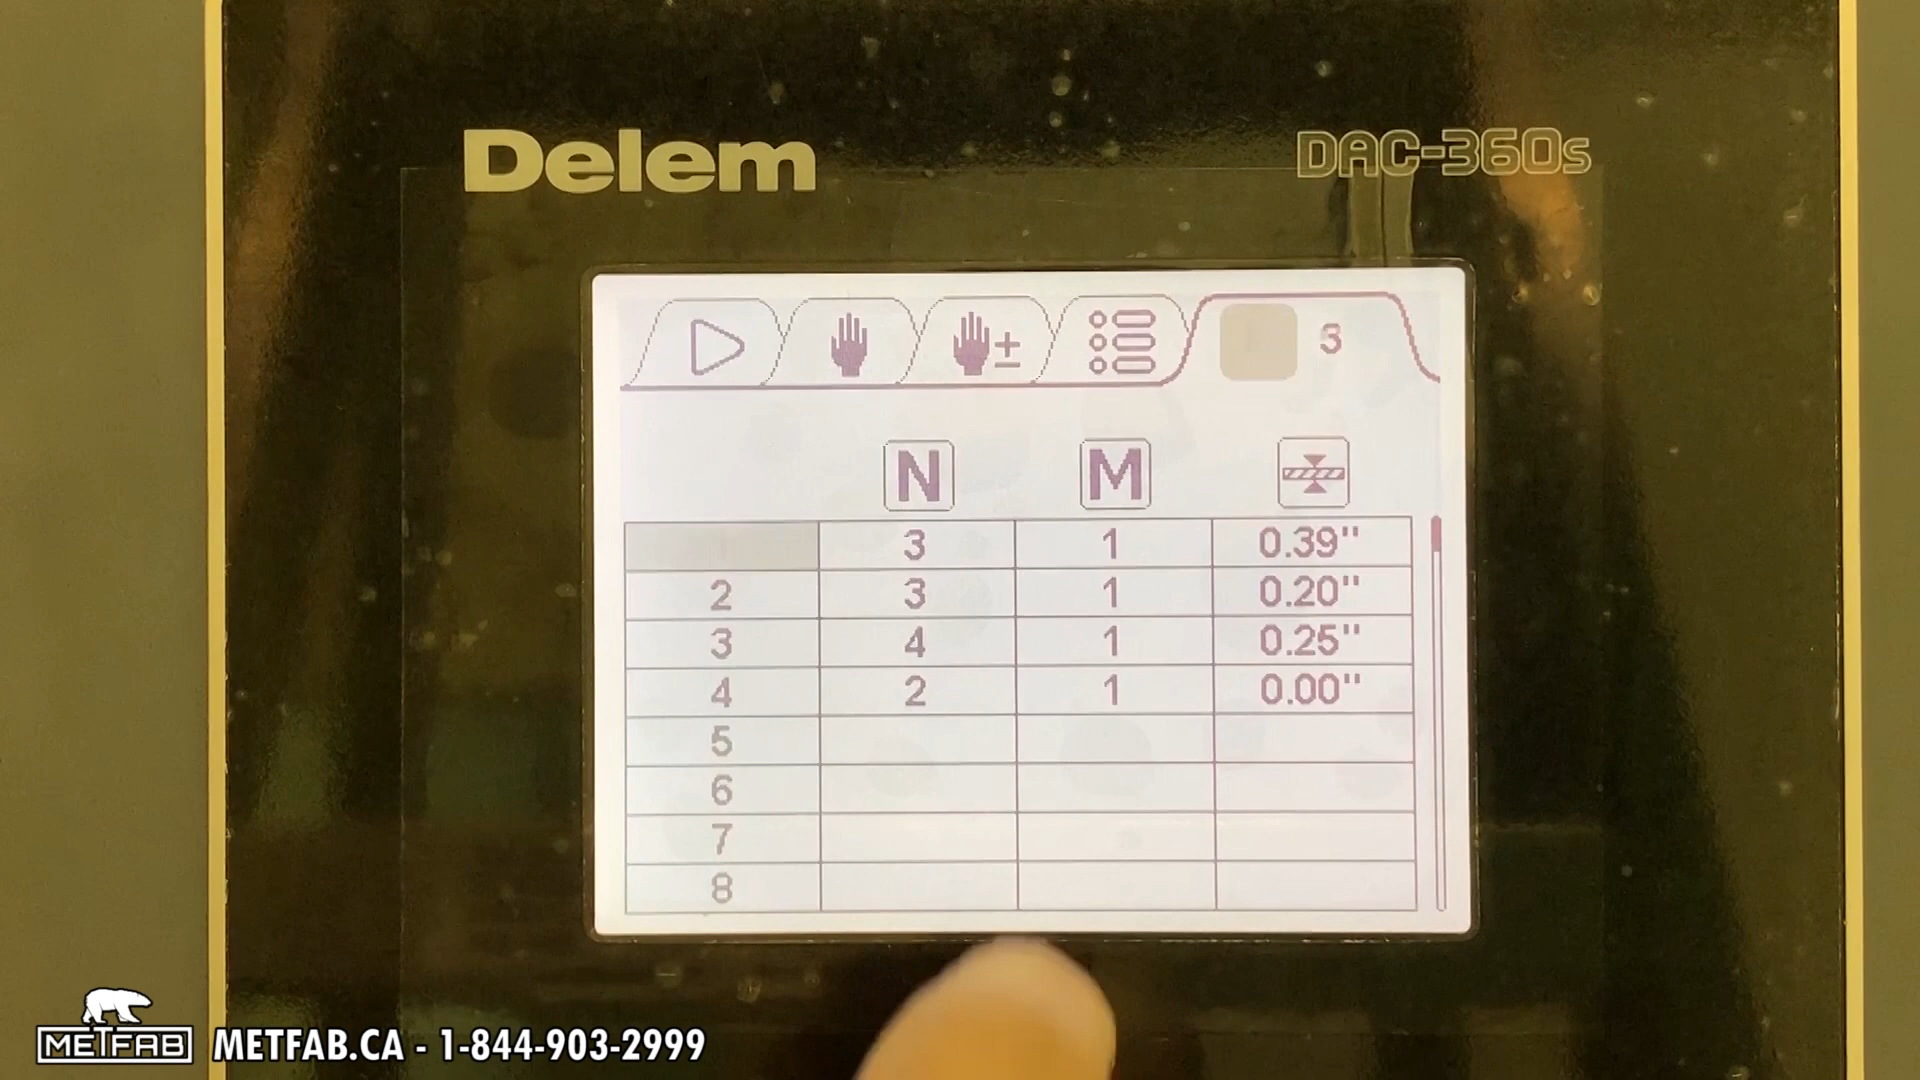 Delem
DAC-360s
3
N M
3 1 0.39"
2 3 1 0.20"
3 4 1 0.25"
4 2 1 0.00"
5
6
7
8
METFAB METFAB.CA - 1-844-903-2999